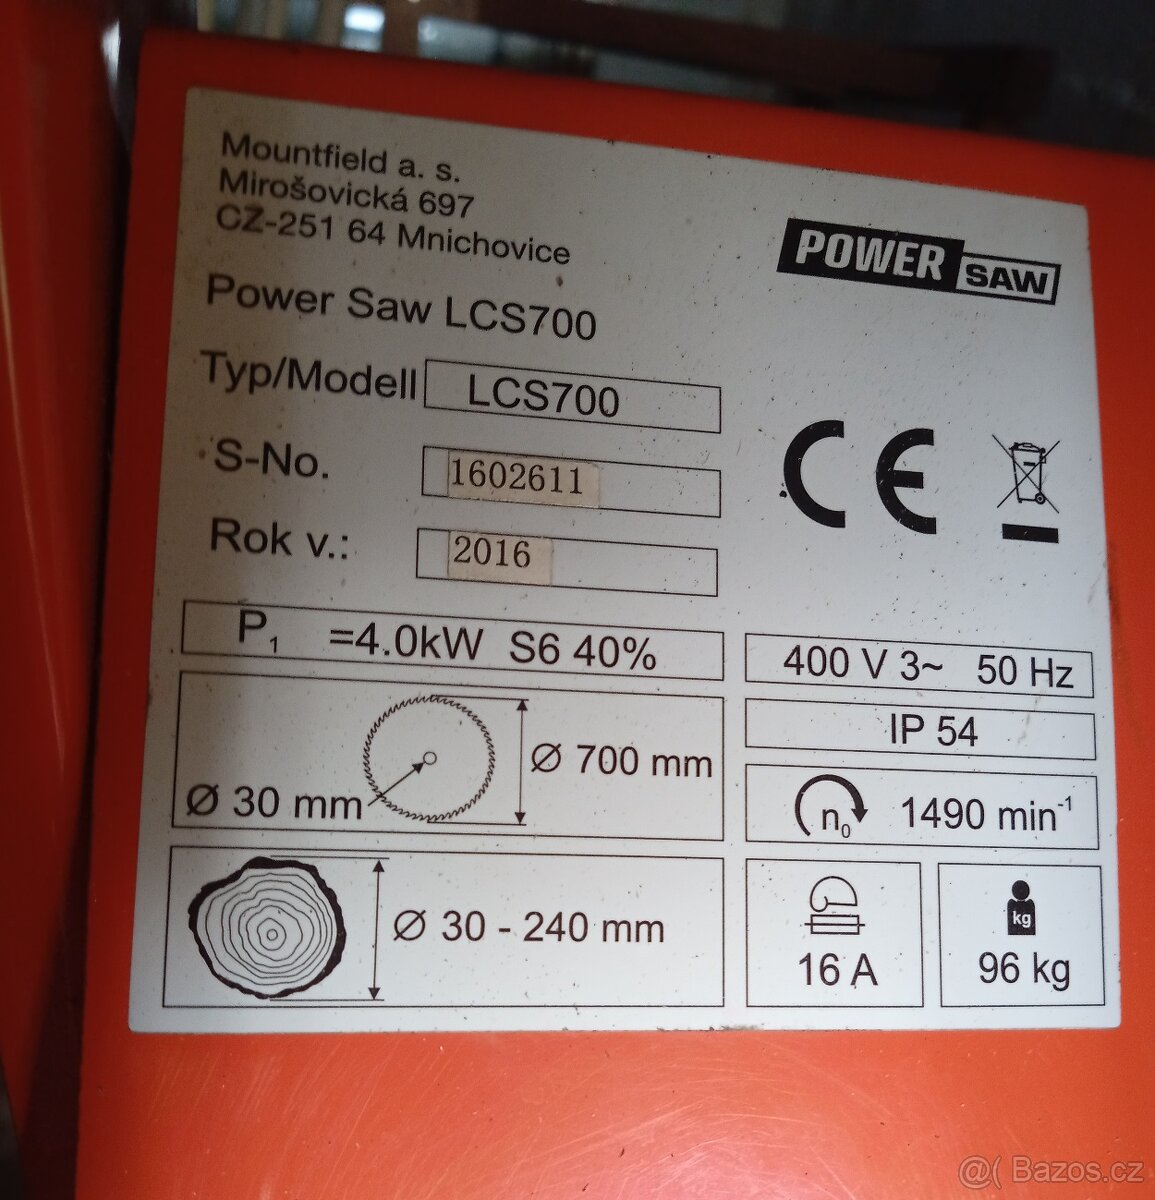 Mountfield a. s.
Mirošovická 697
CZ-251 64 Mnichovice
POWER SAW
Power Saw LCS700
Typ/Modell LCS700
S-No. 1602611
Rok v.: 2016
P1 =4.0kW S6 40%
400 V 3~ 50 Hz
IP 54
Ø 700 mm
Ø 30 mm
n0 1490 min-1
Ø 30 - 240 mm
16 A
kg
96 kg
@( Bazos.cz